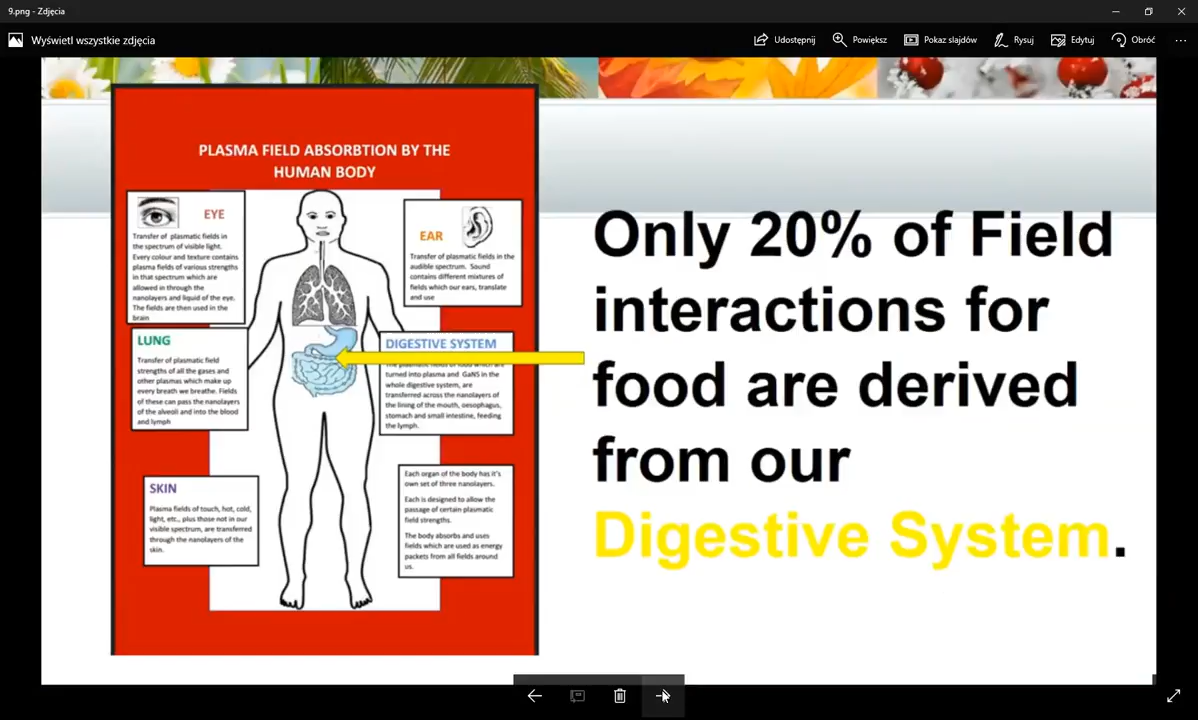 9.png - Zdjęcia
Wyświetl wszystkie zdjęcia
Udostępnij
Powiększ
Pokaz slajdów
Rysuj
Edytuj
Obróć
PLASMA FIELD ABSORBTION BY THE
HUMAN BODY
EYE
Transfer of plasmatic fields in
the spectrum of visible light.
Every colour and texture contains
plasma fields of various strengths
in that spectrum which are
allowed in through the
nanolayers and liquid of the eye.
The fields are then used in the
brain
EAR
Transfer of plasmatic fields in the
audible spectrum. Sound
contains different mixtures of
fields which our ears, translate
and use
LUNG
Transfer of plasmatic field
strengths of all the gases and
other plasmas which make up
every breath we breathe. Fields
of these can pass the nanolayers
of the alveoli and into the blood
and lymph
DIGESTIVE SYSTEM
The plasmatic fields of food which are
turned into plasma and GaNS in the
whole digestive system, are
transferred across the nanolayers of
the lining of the mouth, oesophagus,
stomach and small intestine, feeding
the lymph.
SKIN
Plasma fields of touch, hot, cold,
light, etc., plus those not in our
visible spectrum, are transferred
through the nanolayers of the
skin.
Each organ of the body has it's
own set of three nanolayers.
Each is designed to allow the
passage of certain plasmatic
field strengths.
The body absorbs and uses
fields which are used as energy
packets from all fields around
us.
Only 20% of Field
interactions for
food are derived
from our
Digestive System.